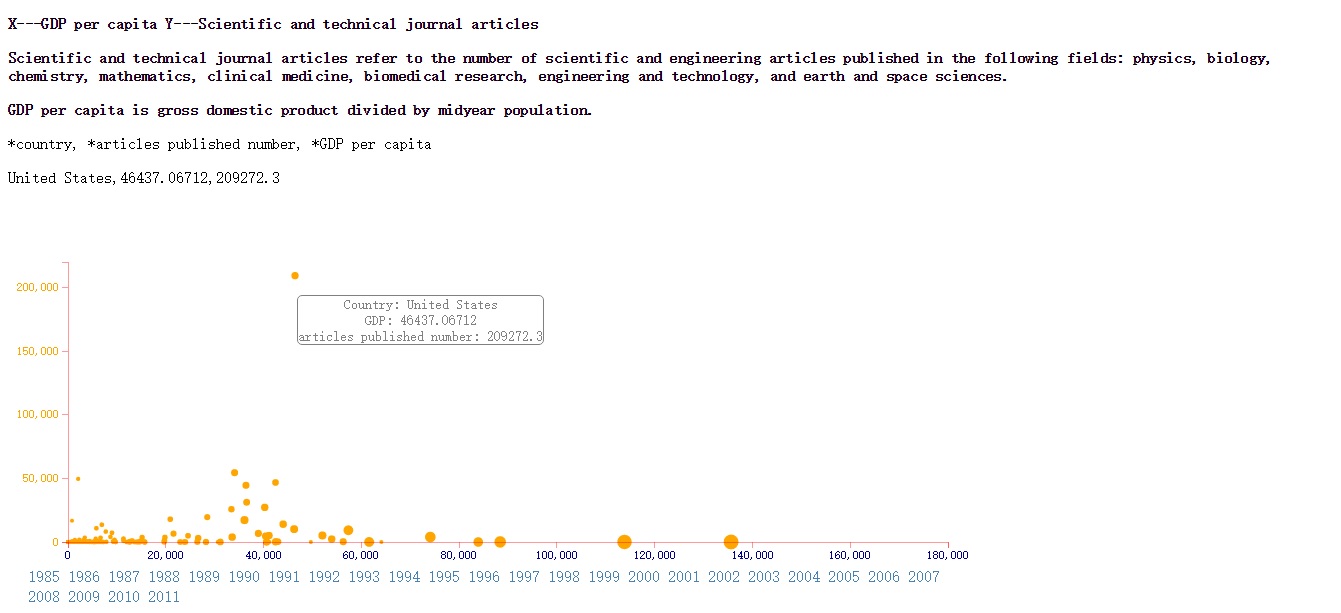 X---GDP per capita Y---Scientific and technical journal articles
Scientific and technical journal articles refer to the number of scientific and engineering articles published in the following fields: physics, biology,
chemistry, mathematics, clinical medicine, biomedical research, engineering and technology, and earth and space sciences.
GDP per capita is gross domestic product divided by midyear population.
*country, *articles published number, *GDP per capita
United States,46437.06712,209272.3
200,000
Country: United States
GDP: 46437.06712
articles published number: 209272.3
150,000
100,000
50,000
0
0 20,000 40,000 60,000 80,000 100,000 120,000 140,000 160,000 180,000
1985 1986 1987 1988 1989 1990 1991 1992 1993 1994 1995 1996 1997 1998 1999 2000 2001 2002 2003 2004 2005 2006 2007
2008 2009 2010 2011